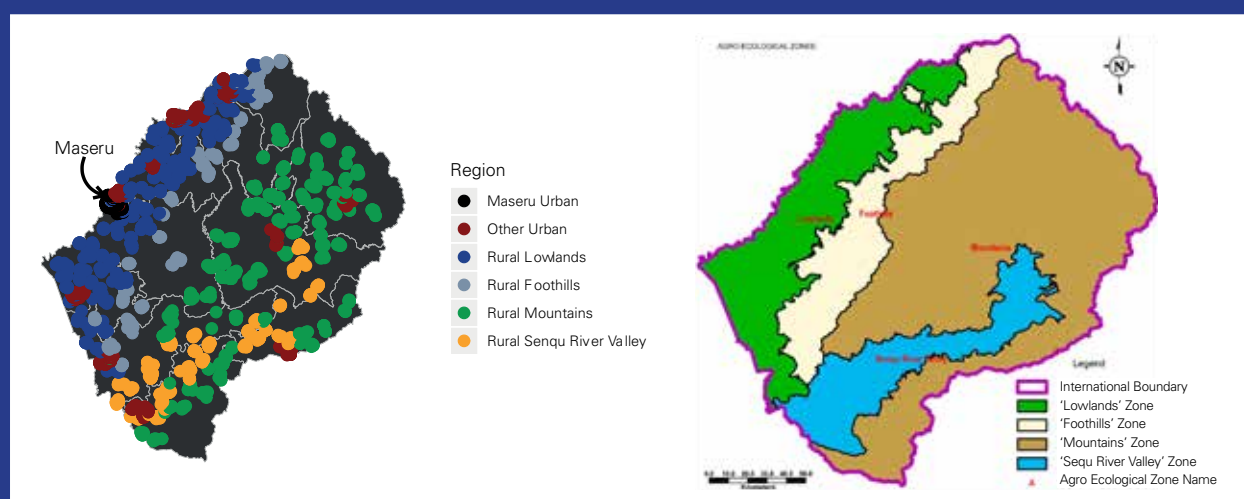 Maseru
Region
Maseru Urban
Other Urban
Rural Lowlands
Rural Foothills
Rural Mountains
Rural Senqu River Valley
AGRO ECOLOGICAL ZONES
N
Lowlands
Foothills
Mountains
Legend
International Boundary
'Lowlands' Zone
'Foothills' Zone
'Mountains' Zone
'Sequ River Valley' Zone
Agro Ecological Zone Name
Kilometers